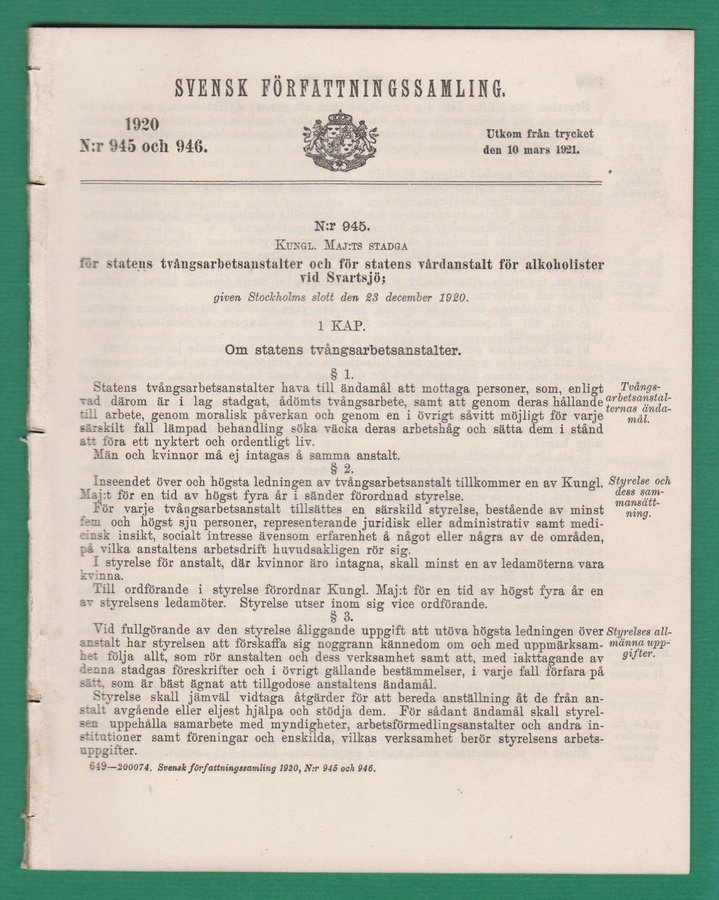 SVENSK FÖRFATTNINGSSAMLING.
1920
N:r 945 och 946.
Utkom från trycket
den 10 mars 1921.
N:r 945.
KUNGL. MAJ:TS STADGA
för statens tvångsarbetsanstalter och för statens vårdanstalt för alkoholister
vid Svartsjö;
given Stockholms slott den 23 december 1920.
1 KAP.
Om statens tvångsarbetsanstalter.
§ 1.
Statens tvångsarbetsanstalter hava till ändamål att mottaga personer, som, enligt
vad därom är i lag stadgat, ådömts tvångsarbete, samt att genom deras hållande
till arbete, genom moralisk påverkan och genom en i övrigt såvitt möjligt för varje
särskilt fall lämpad behandling söka väcka deras arbetshåg och sätta dem i stånd
att föra ett nyktert och ordentligt liv.
Män och kvinnor må ej intagas å samma anstalt.
Tvångs-
arbetsanstal-
ternas ända-
mål.
§ 2.
Inseendet över och högsta ledningen av tvångsarbetsanstalt tillkommer en av Kungl.
Maj:t för en tid av högst fyra år i sänder förordnad styrelse.
För varje tvångsarbetsanstalt tillsättes en särskild styrelse, bestående av minst
fem och högst sju personer, representerande juridisk eller administrativ samt medi-
cinsk insikt, socialt intresse ävensom erfarenhet å något eller några av de områden,
på vilka anstaltens arbetsdrift huvudsakligen rör sig.
I styrelse för anstalt, där kvinnor äro intagna, skall minst en av ledamöterna vara
kvinna.
Till ordförande i styrelse förordnar Kungl. Maj:t för en tid av högst fyra år en
av styrelsens ledamöter. Styrelse utser inom sig vice ordförande.
Styrelse och
dess sam-
mansätt-
ning.
§ 3.
Vid fullgörande av den styrelse åliggande uppgift att utöva högsta ledningen över
anstalt har styrelsen att förskaffa sig noggrann kännedom om och med uppmärksam-
het följa allt, som rör anstalten och dess verksamhet samt att, med iakttagande av
denna stadgas föreskrifter och i övrigt gällande bestämmelser, i varje fall förfara på
sätt, som är bäst ägnat att tillgodose anstaltens ändamål.
Styrelse skall jämväl vidtaga åtgärder för att bereda anställning åt de från an-
stalt avgående eller eljest hjälpa och stödja dem. För sådant ändamål skall styrel-
sen uppehålla samarbete med myndigheter, arbetsförmedlingsanstalter och andra in-
stitutioner samt föreningar och enskilda, vilkas verksamhet berör styrelsens arbets-
uppgifter.
Styrelses all-
männa upp-
gifter.
649—200074. Svensk författningssamling 1920, N:r 945 och 946.